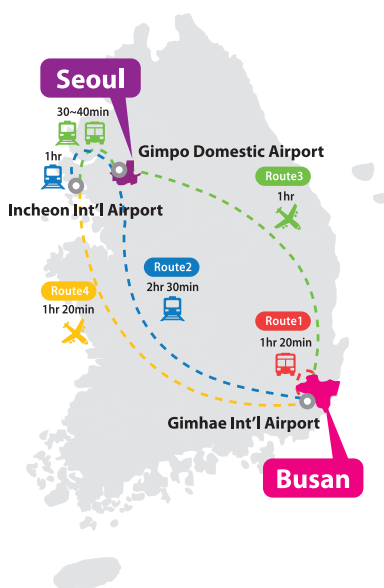 Seoul
30~40min
Gimpo Domestic Airport
1hr
Route3
1hr
Incheon Int'l Airport
Route2
2hr 30min
Route4
1hr 20min
Route1
1hr 20min
Gimhae Int'l Airport
Busan